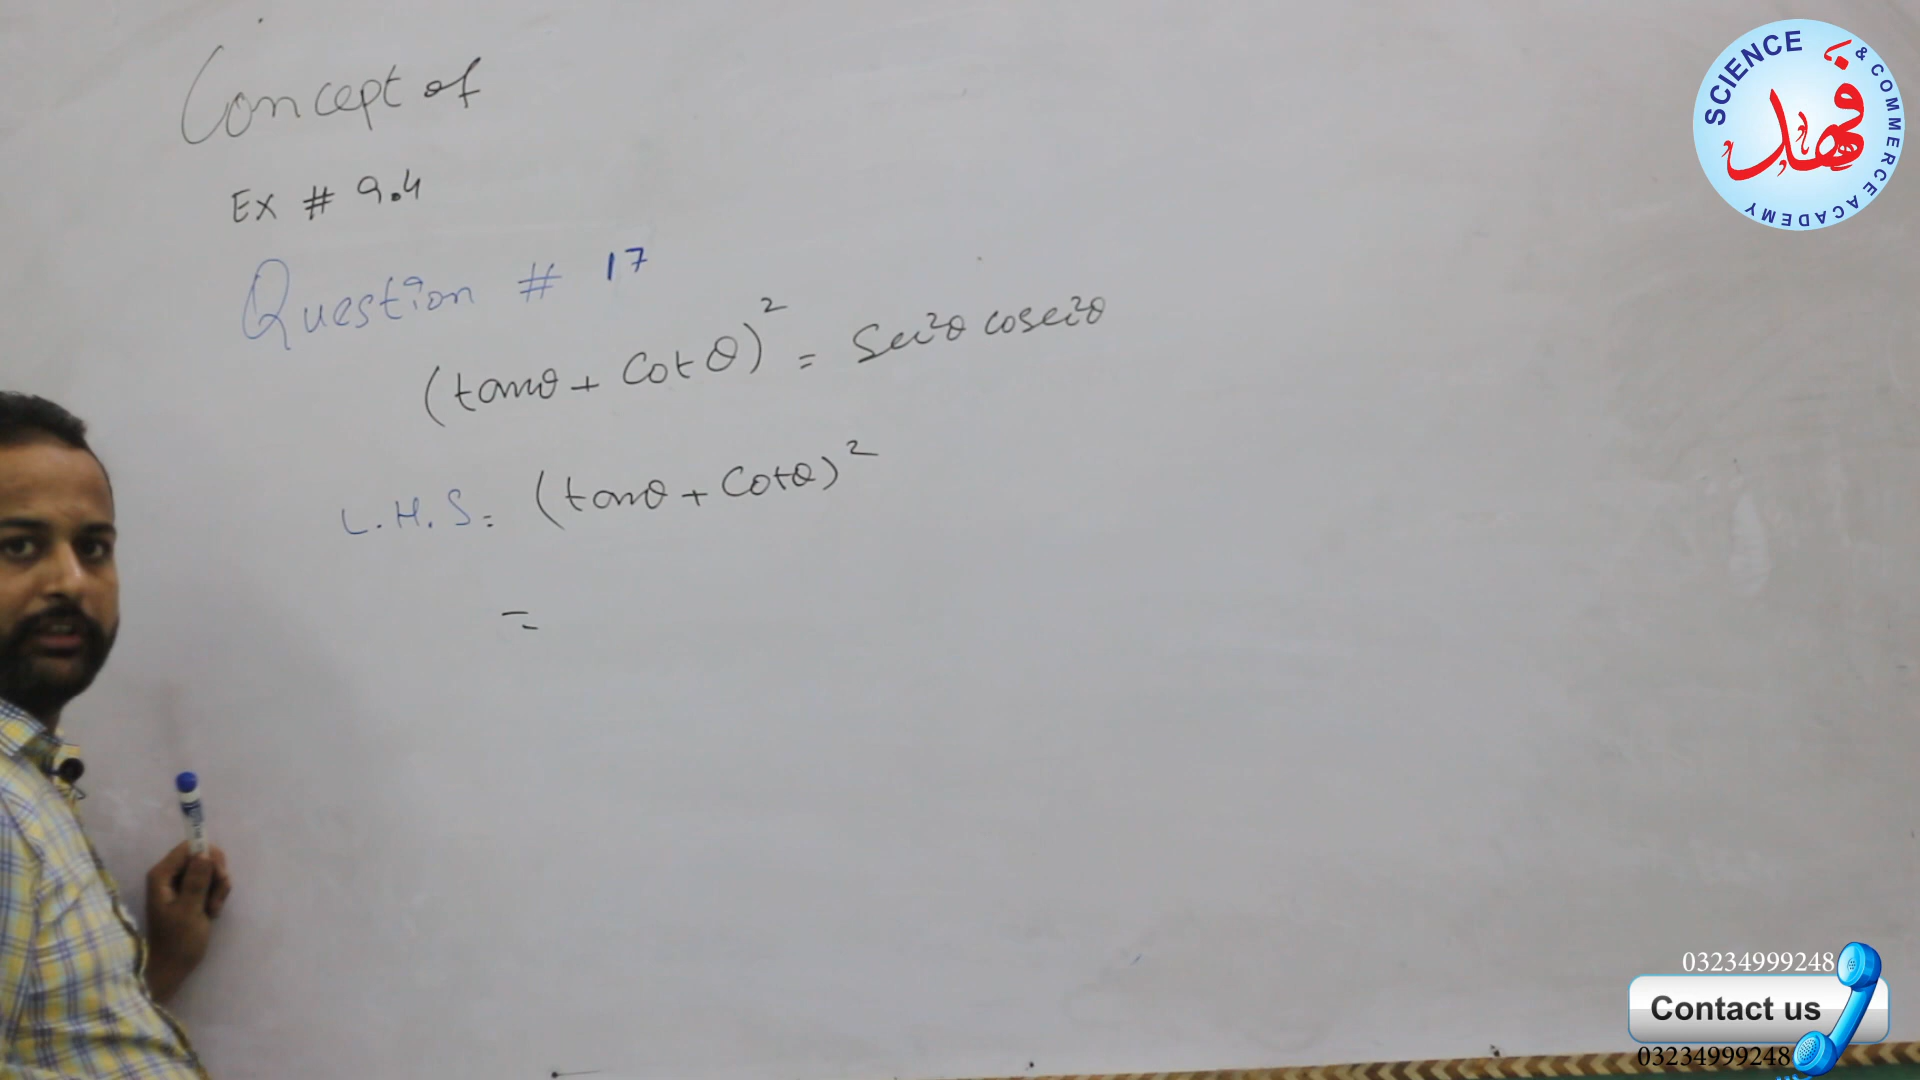 Concept of
Ex # 9.4
Question # 17
(tanθ + Cotθ)² = Sec²θ cosec²θ
L.H.S = (tanθ + Cotθ)²
=
SCIENCE & COMMERCE ACADEMY
فہد
03234999248
Contact us
03234999248